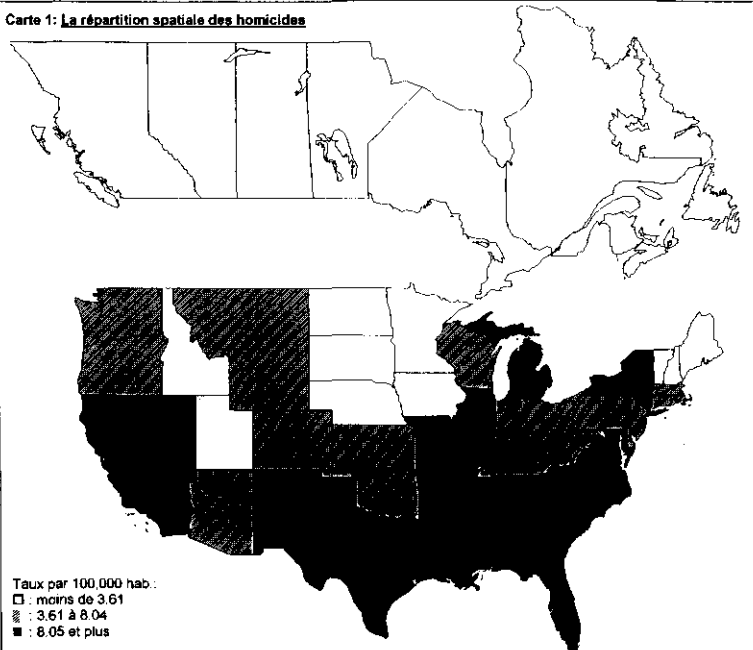 Carte 1: La répartition spatiale des homicides
Taux par 100,000 hab.:
□ : moins de 3.61
▨ : 3.61 à 8.04
■ : 8.05 et plus